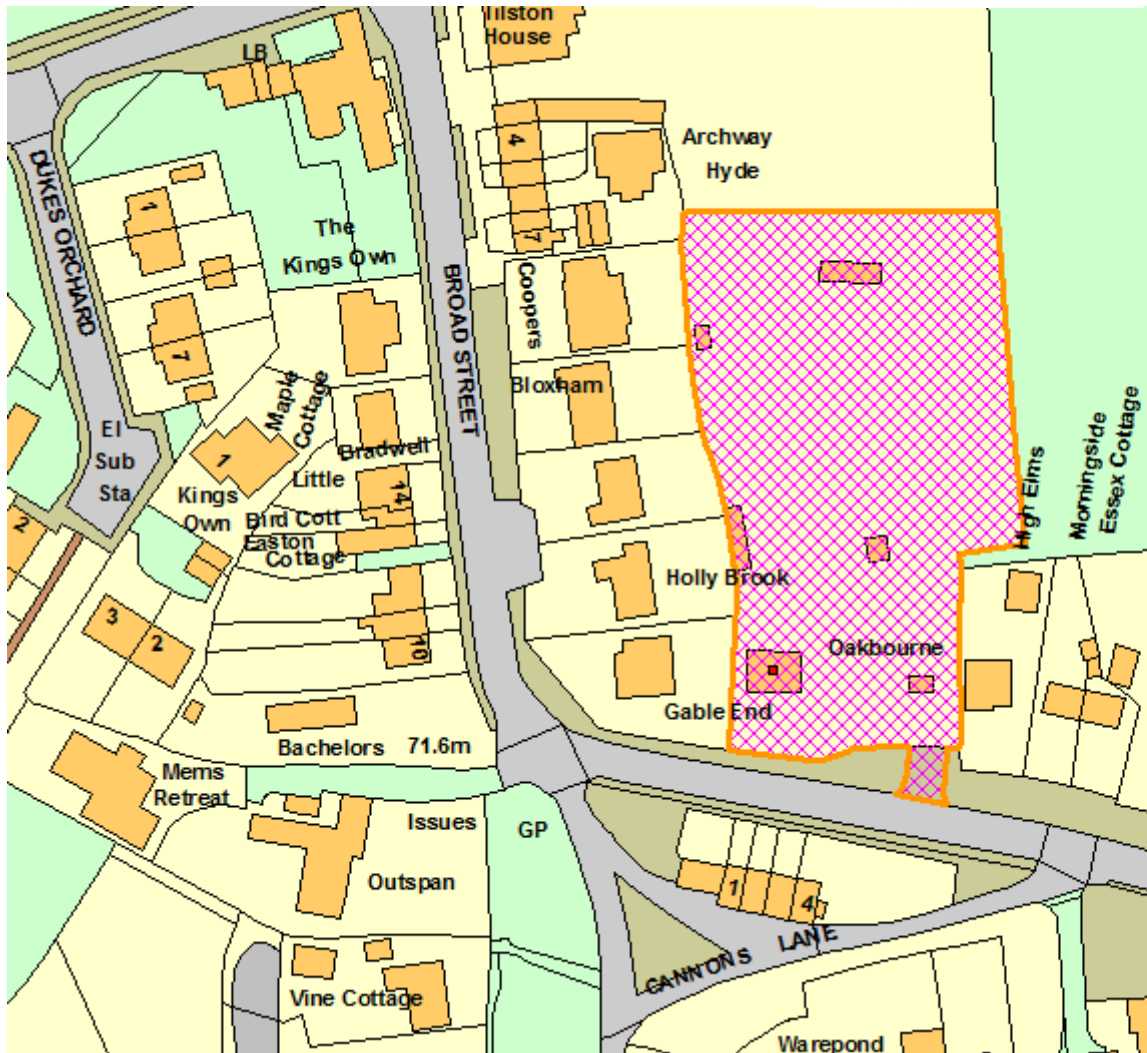 Tilston
House
LB
4
Archway
Hyde
DUKES ORCHARD
1
The
Kings Own
7
BROAD STREET
Coopers
7
Maple
Cottage
Bloxham
El
Sub
Sta
1
Kings
Own
Bradwell
Little
14
Bird Cott
Easton
Cottage
High Elms
Morningside
Essex Cottage
2
3
2
10
Holly Brook
Oakbourne
Gable End
Bachelors
71.6m
Mems
Retreat
Issues
GP
Outspan
1
4
CANNONS LANE
Vine Cottage
Warepond